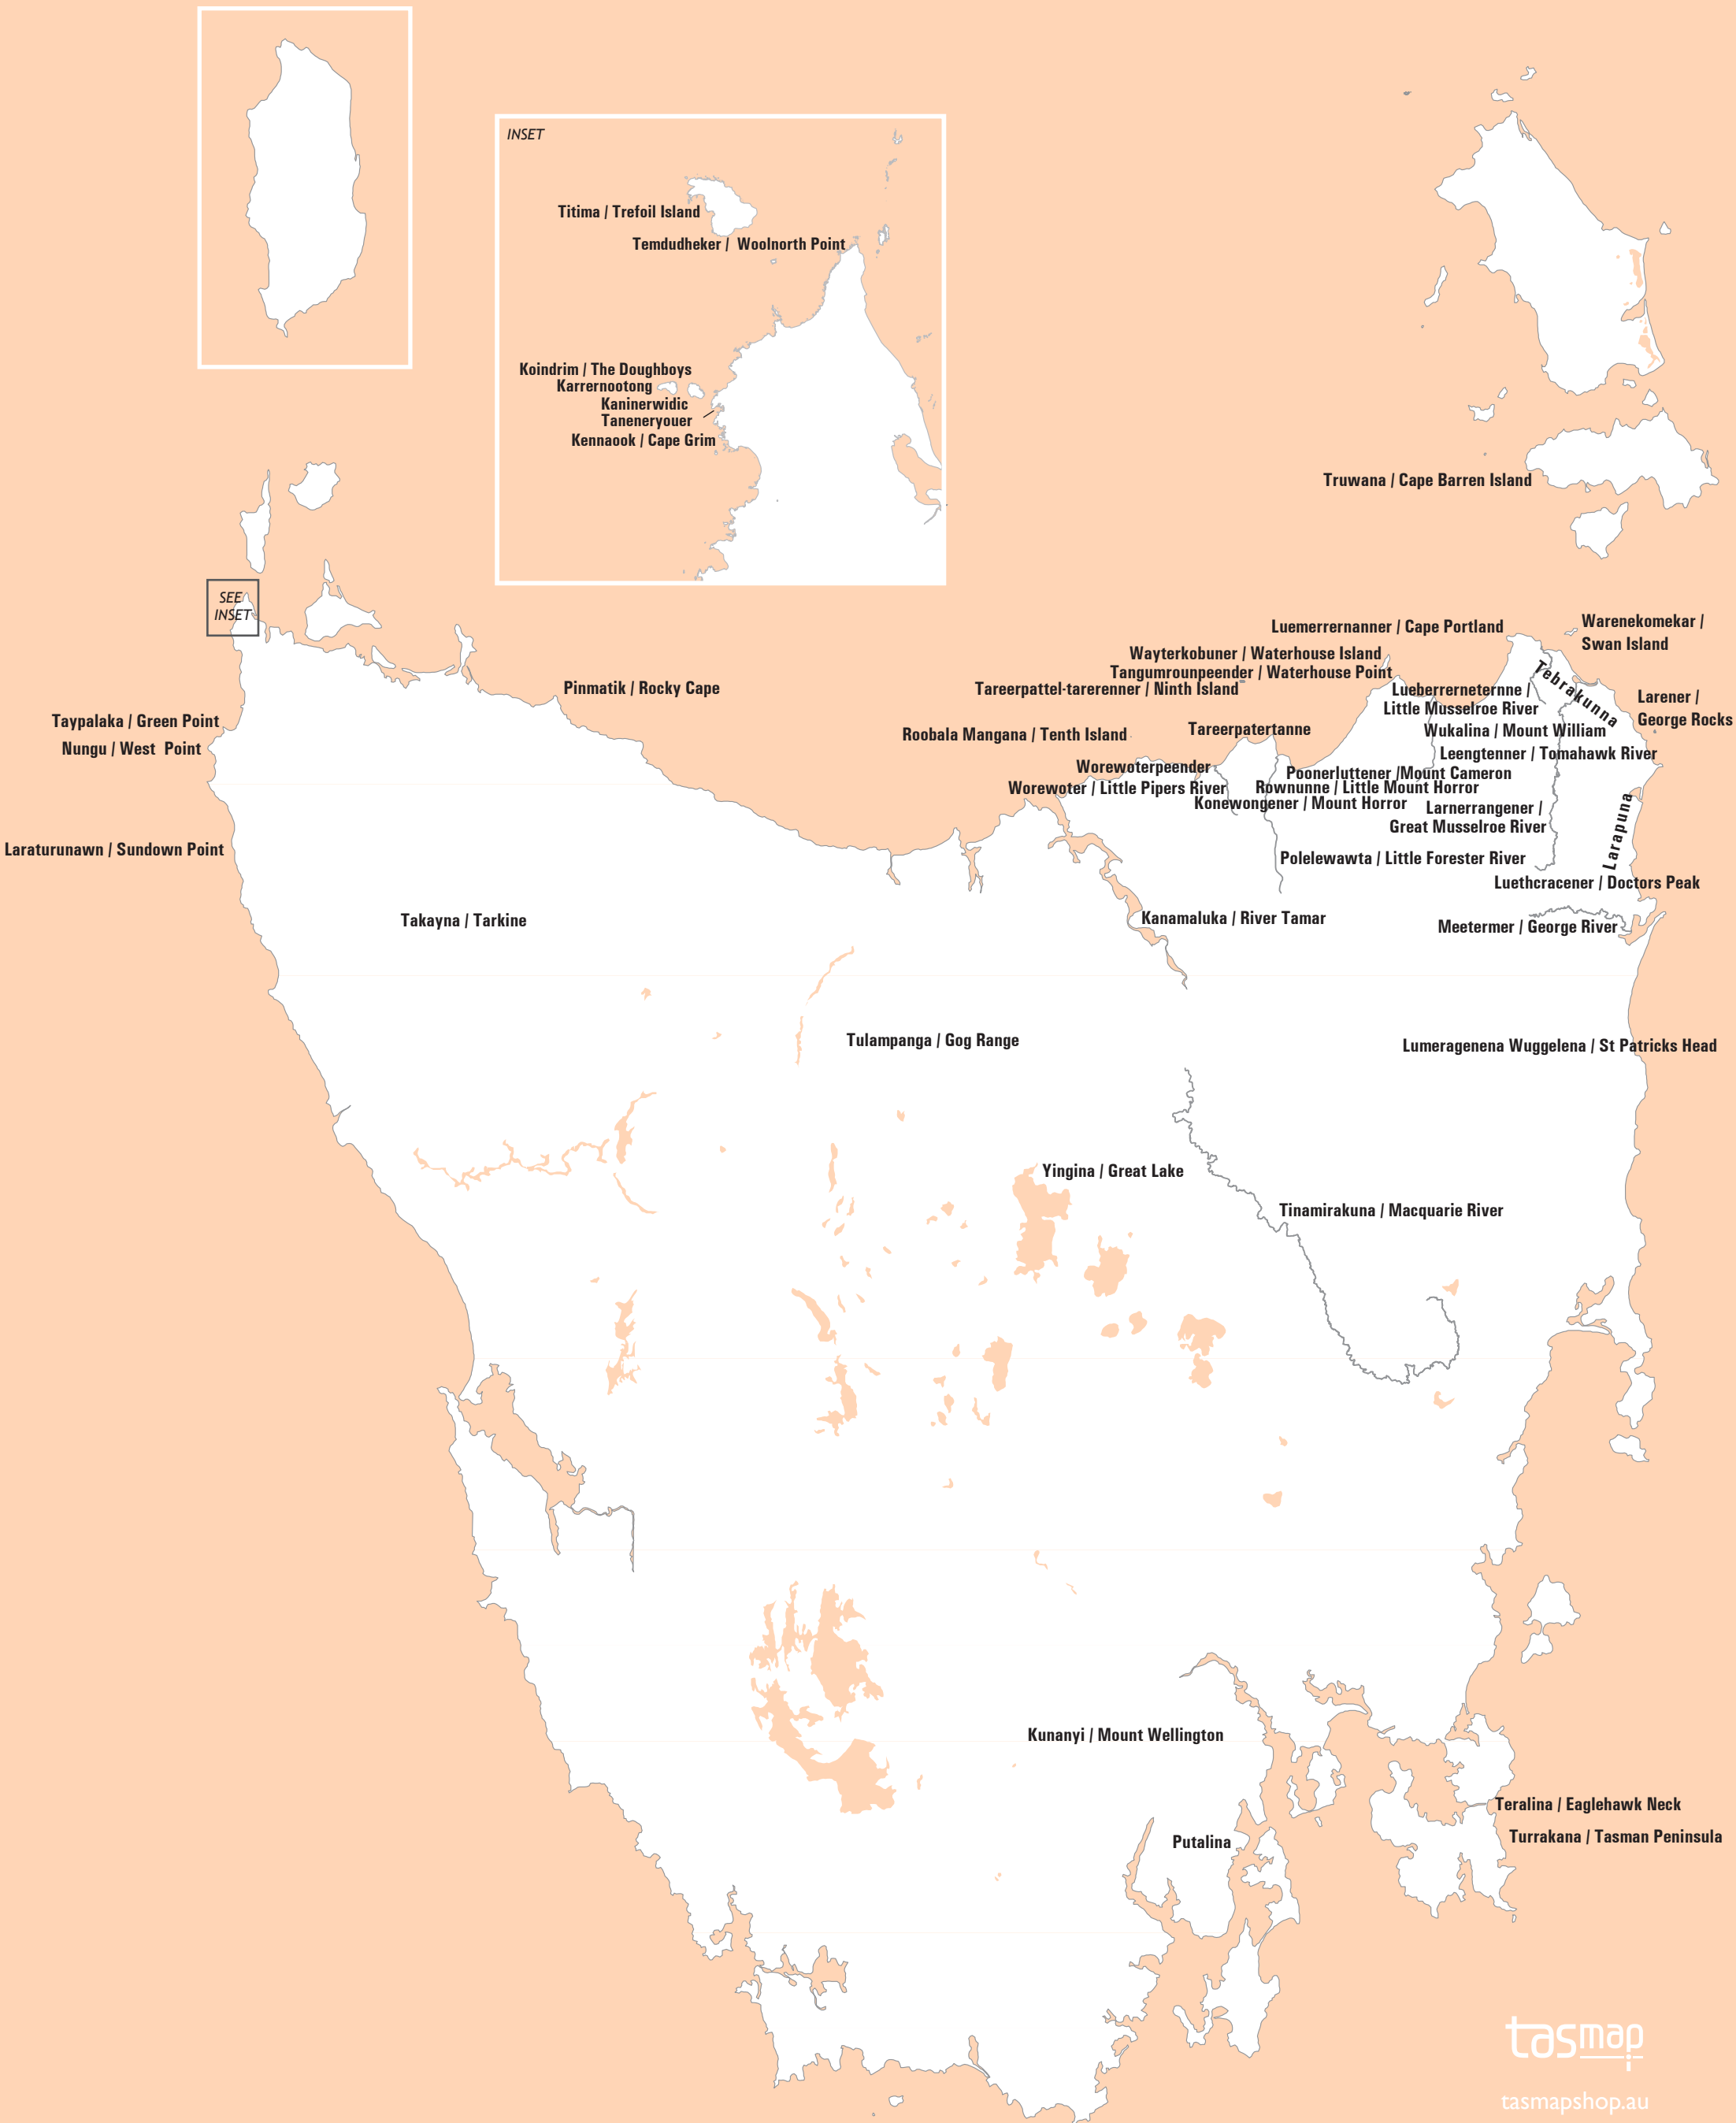 INSET
Titima / Trefoil Island
Temdudheker / Woolnorth Point
Koindrim / The Doughboys
Karrernootong
Kaninerwidic
Taneneryouer
Kennaook / Cape Grim
Truwana / Cape Barren Island
SEE
INSET
Luemerrernanner / Cape Portland
Warenekomekar /
Swan Island
Wayterkobuner / Waterhouse Island
Tangumrounpeender / Waterhouse Point
Tareerpattel-tarerenner / Ninth Island
Pinmatik / Rocky Cape
Tebrakunna
Lueberrerneternne /
Little Musselroe River
Larener /
George Rocks
Taypalaka / Green Point
Nungu / West Point
Roobala Mangana / Tenth Island
Tareerpatertanne
Wukalina / Mount William
Leengtenner / Tomahawk River
Worewoterpeender
Poonerluttener /Mount Cameron
Worewoter / Little Pipers River
Rownunne / Little Mount Horror
Konewongener / Mount Horror
Larnerrangener /
Great Musselroe River
Larapuna
Laraturunawn / Sundown Point
Polelewawta / Little Forester River
Luethcracener / Doctors Peak
Takayna / Tarkine
Kanamaluka / River Tamar
Meetermer / George River
Tulampanga / Gog Range
Lumeragenena Wuggelena / St Patricks Head
Yingina / Great Lake
Tinamirakuna / Macquarie River
Kunanyi / Mount Wellington
Teralina / Eaglehawk Neck
Turrakana / Tasman Peninsula
Putalina
tasmap
tasmapshop.au